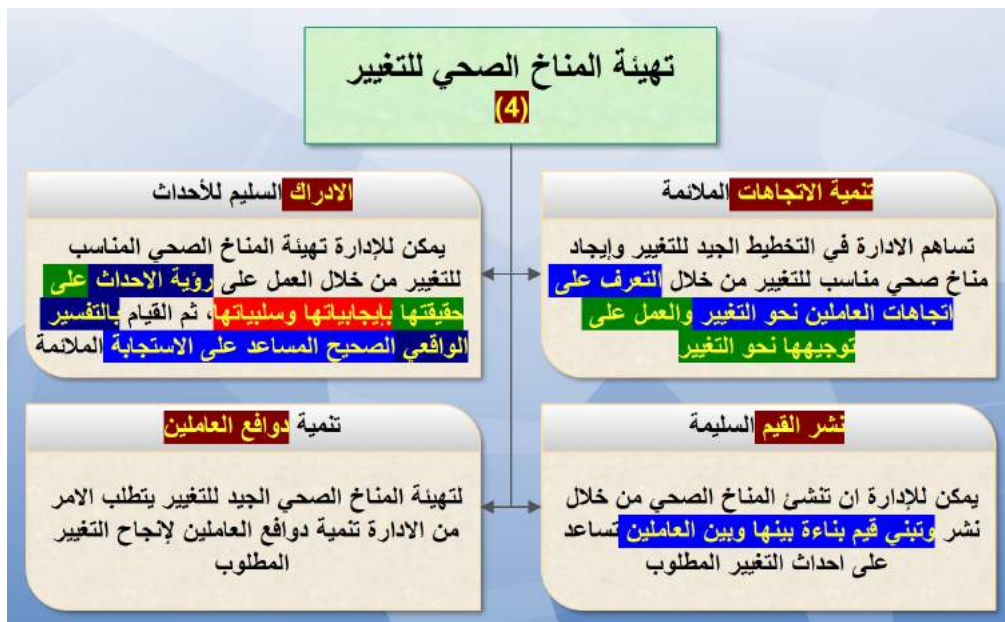 تهيئة المناخ الصحي للتغيير
(4)
تنمية الاتجاهات الملائمة
تساهم الادارة في التخطيط الجيد للتغيير وإيجاد
مناخ صحي مناسب للتغيير من خلال التعرف على
اتجاهات العاملين نحو التغيير والعمل على
توجيهها نحو التغيير
الادراك السليم للأحداث
يمكن للإدارة تهيئة المناخ الصحي المناسب
للتغيير من خلال العمل على رؤية الاحداث على
حقيقتها بإيجابياتها وسلبياتها، ثم القيام بالتفسير
الواقعي الصحيح المساعد على الاستجابة الملائمة
نشر القيم السليمة
يمكن للإدارة ان تنشئ المناخ الصحي من خلال
نشر وتبني قيم بناءة بينها وبين العاملين تساعد
على احداث التغيير المطلوب
تنمية دوافع العاملين
لتهيئة المناخ الصحي الجيد للتغيير يتطلب الامر
من الادارة تنمية دوافع العاملين لإنجاح التغيير
المطلوب